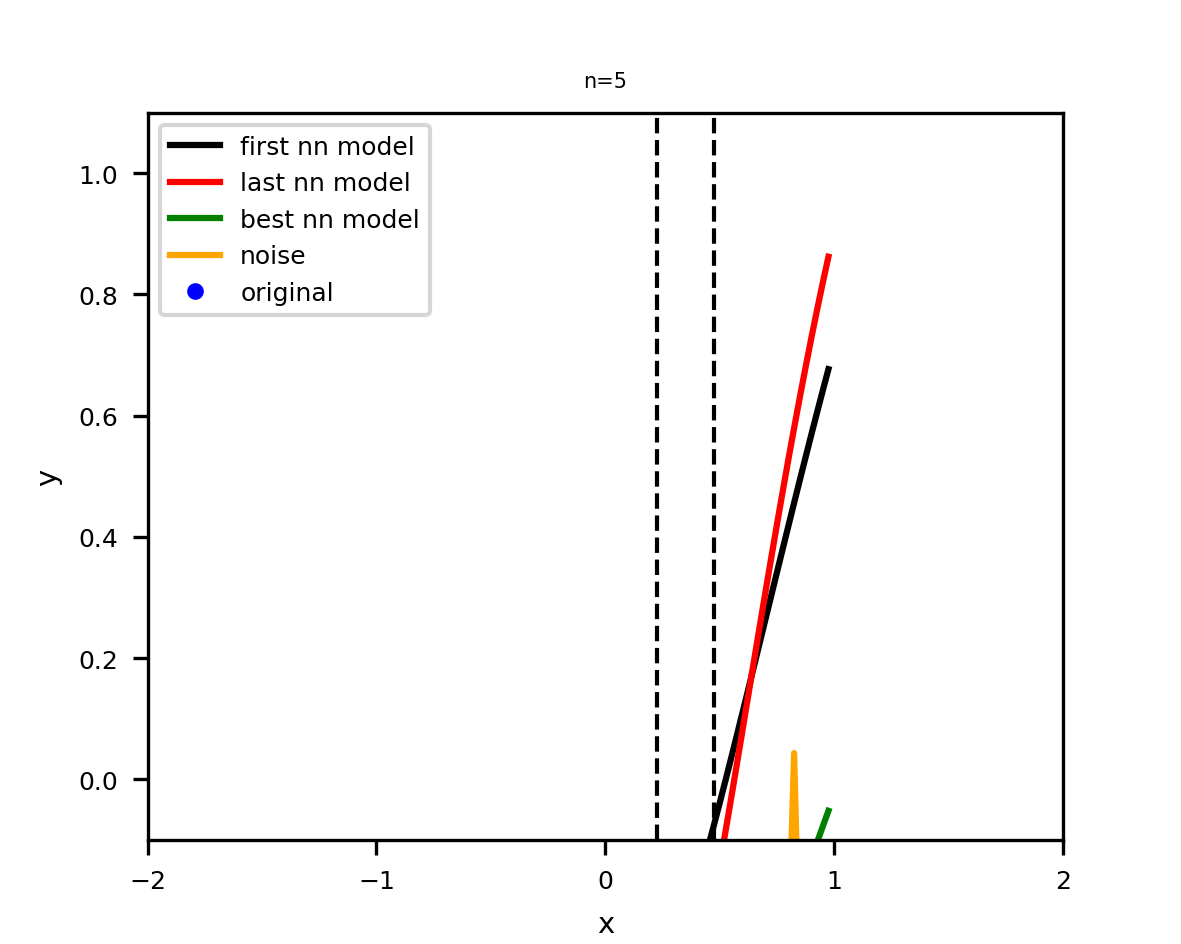 n=5
first nn model
last nn model
best nn model
noise
original
1.0
0.8
0.6
0.4
0.2
0.0
y
−2
−1
0
1
2
x